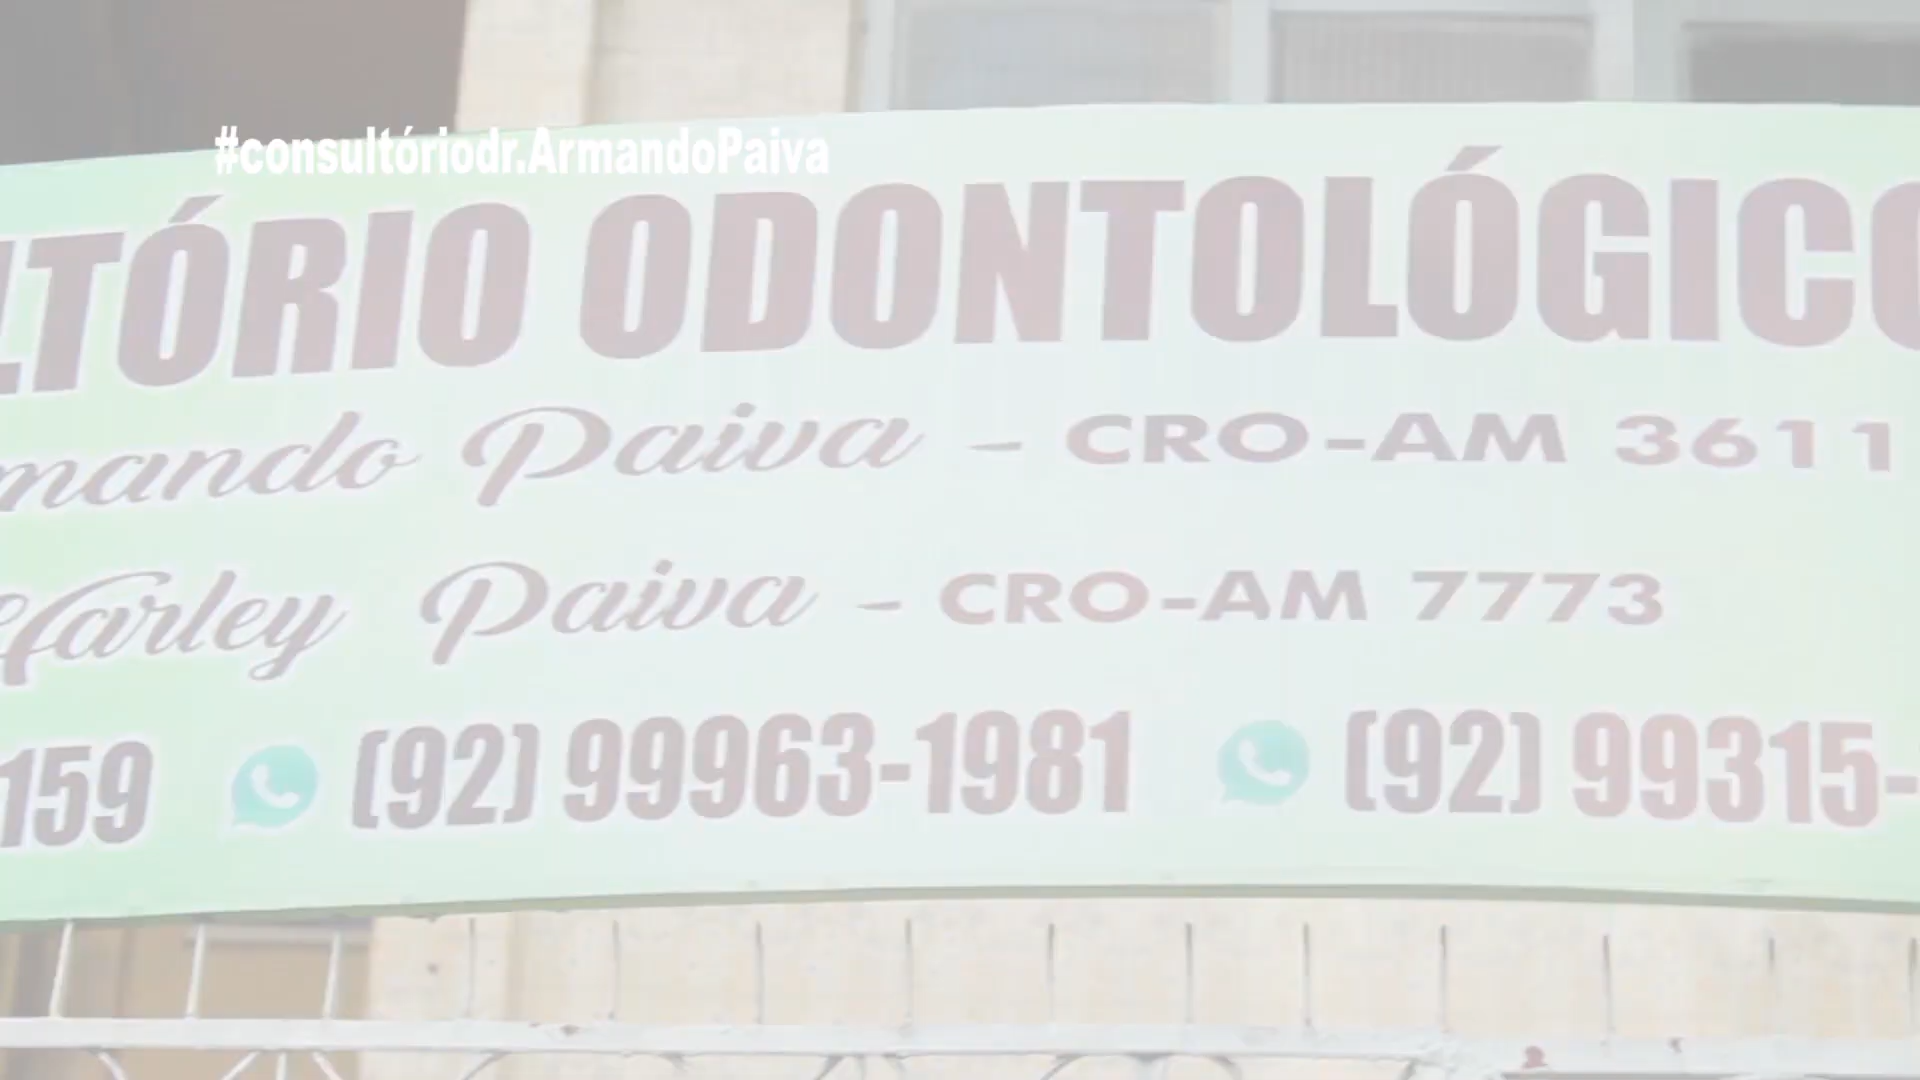 #consultóriodr.ArmandoPaiva
LTÓRIO ODONTOLÓGICO
mando Paiva - CRO-AM 3611
Harley Paiva - CRO-AM 7773
159 (92) 99963-1981 (92) 99315-